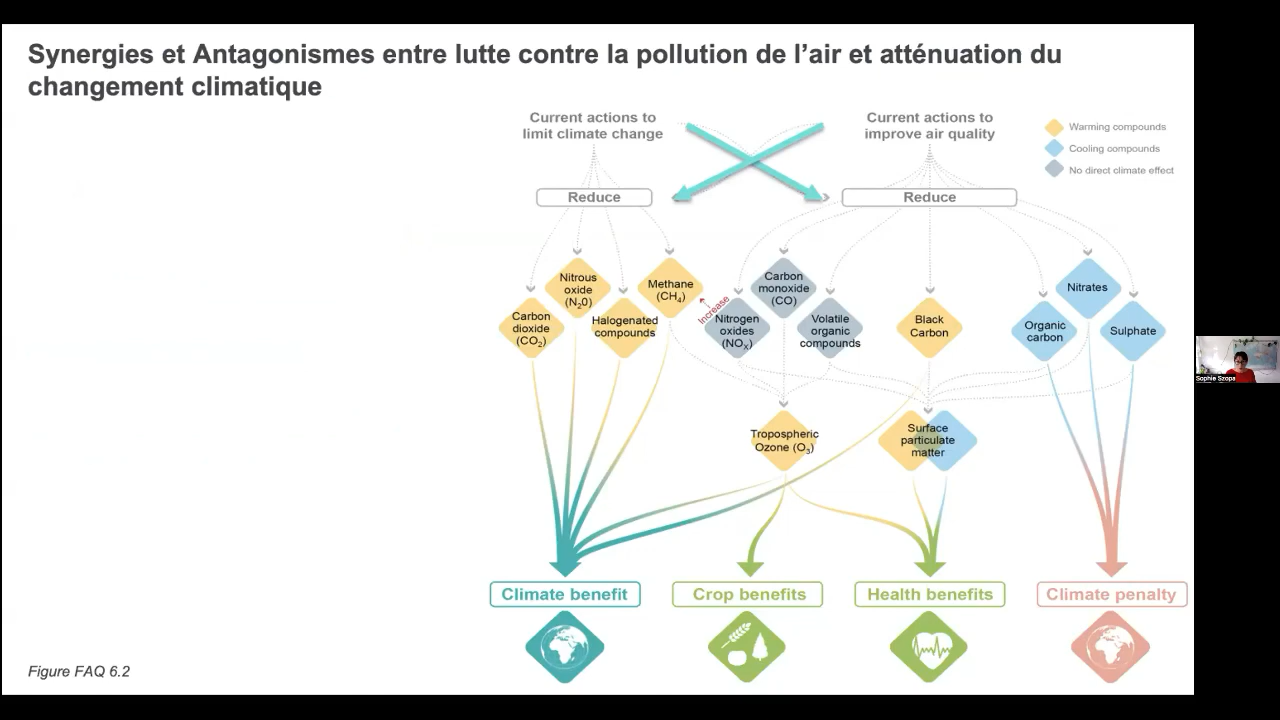 Synergies et Antagonismes entre lutte contre la pollution de l'air et atténuation du
changement climatique
Current actions to
limit climate change
Current actions to
improve air quality
Warming compounds
Cooling compounds
No direct climate effect
Reduce
Reduce
Nitrous
oxide
(N₂0)
Methane
(CH₄)
Carbon
monoxide
(CO)
Nitrates
Increase
Carbon
dioxide
(CO₂)
Halogenated
compounds
Nitrogen
oxides
(NOₓ)
Volatile
organic
compounds
Black
Carbon
Organic
carbon
Sulphate
Tropospheric
Ozone (O₃)
Surface
particulate
matter
Climate benefit
Crop benefits
Health benefits
Climate penalty
Figure FAQ 6.2
Sophie Szopa